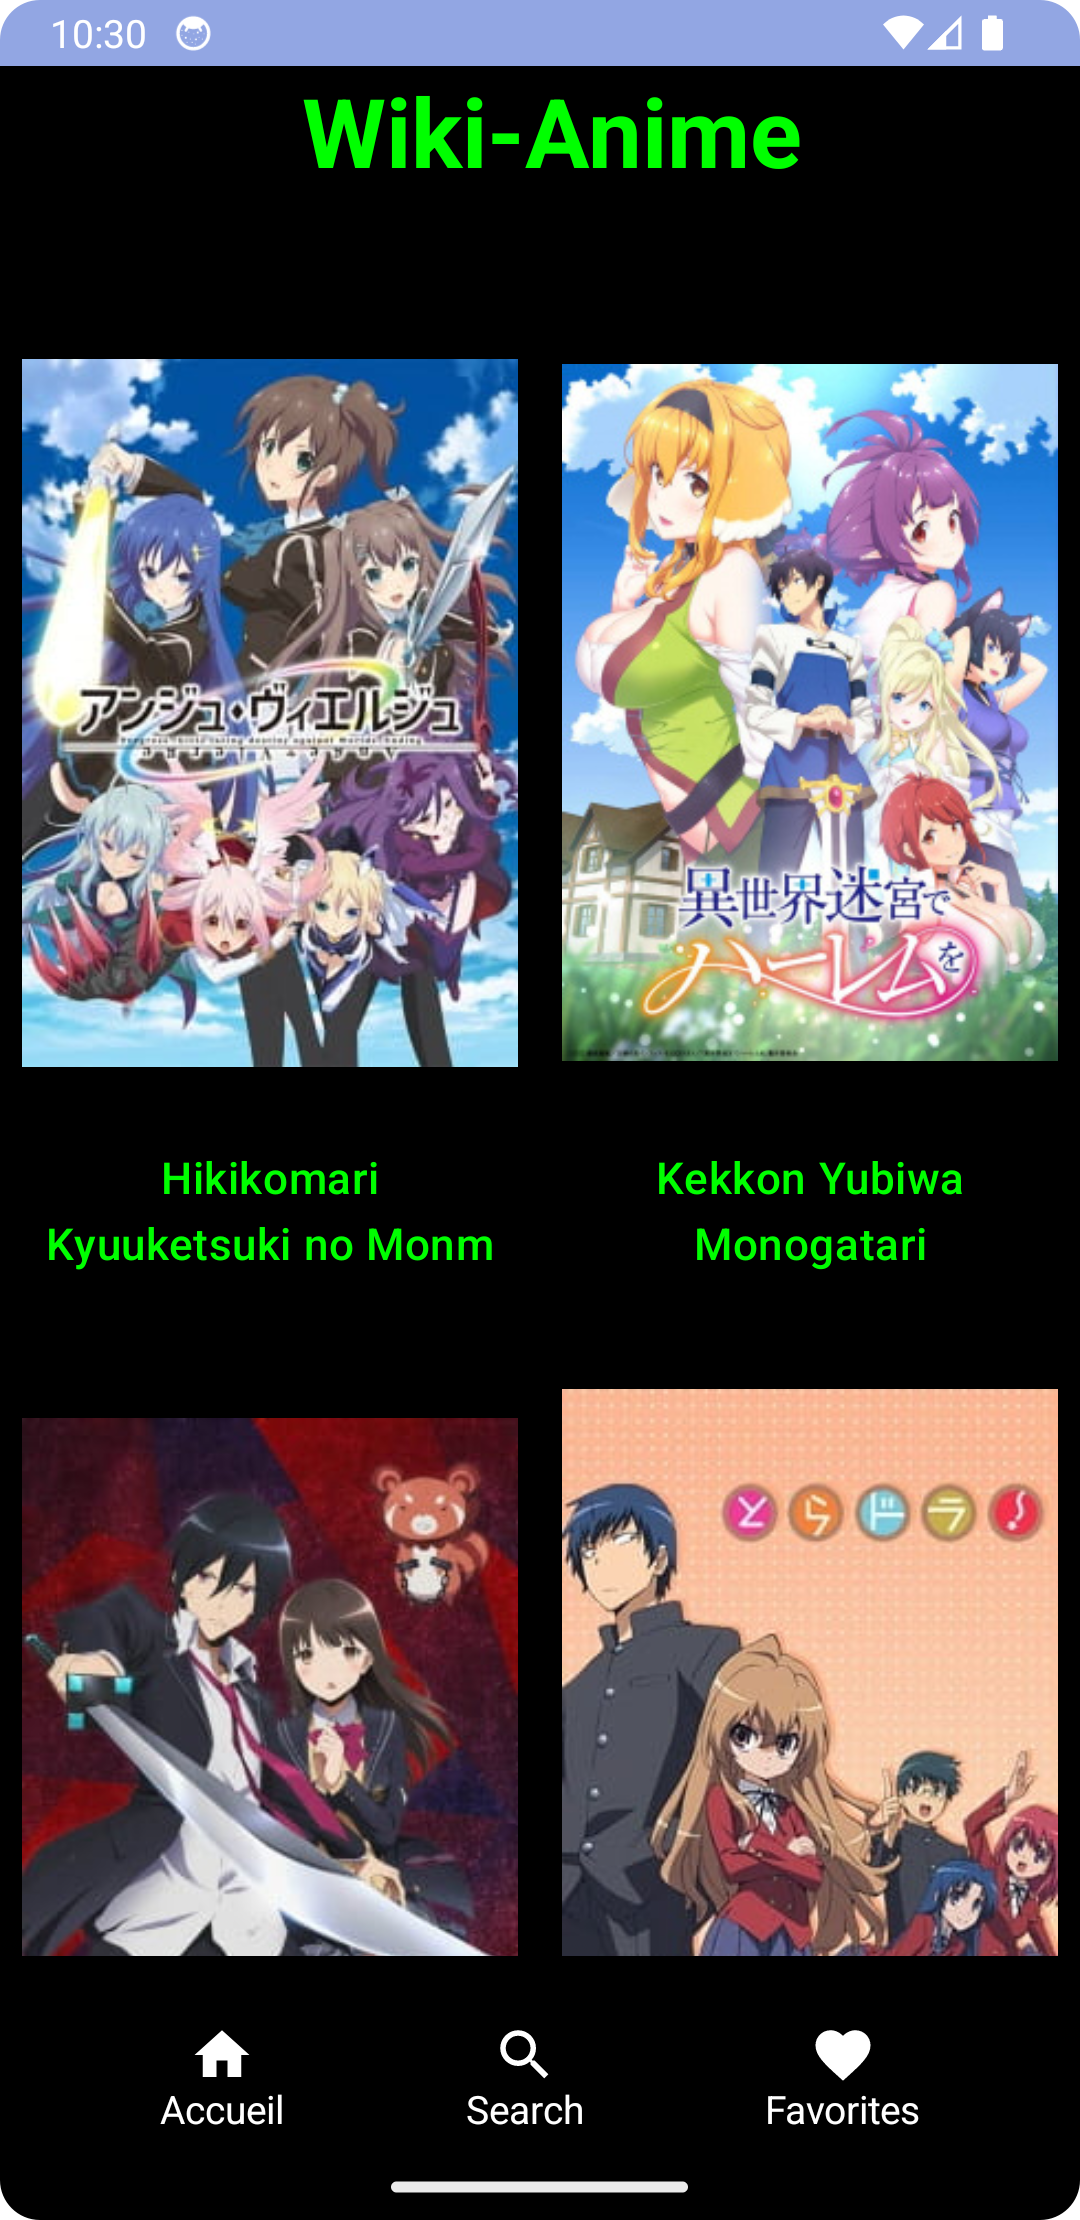 10:30
Wiki-Anime
アンジュ・ヴィエルジュ
異世界迷宮で
ハーレムを
Hikikomari
Kyuuketsuki no Monm
Kekkon Yubiwa
Monogatari
とらドラ!
Accueil
Search
Favorites